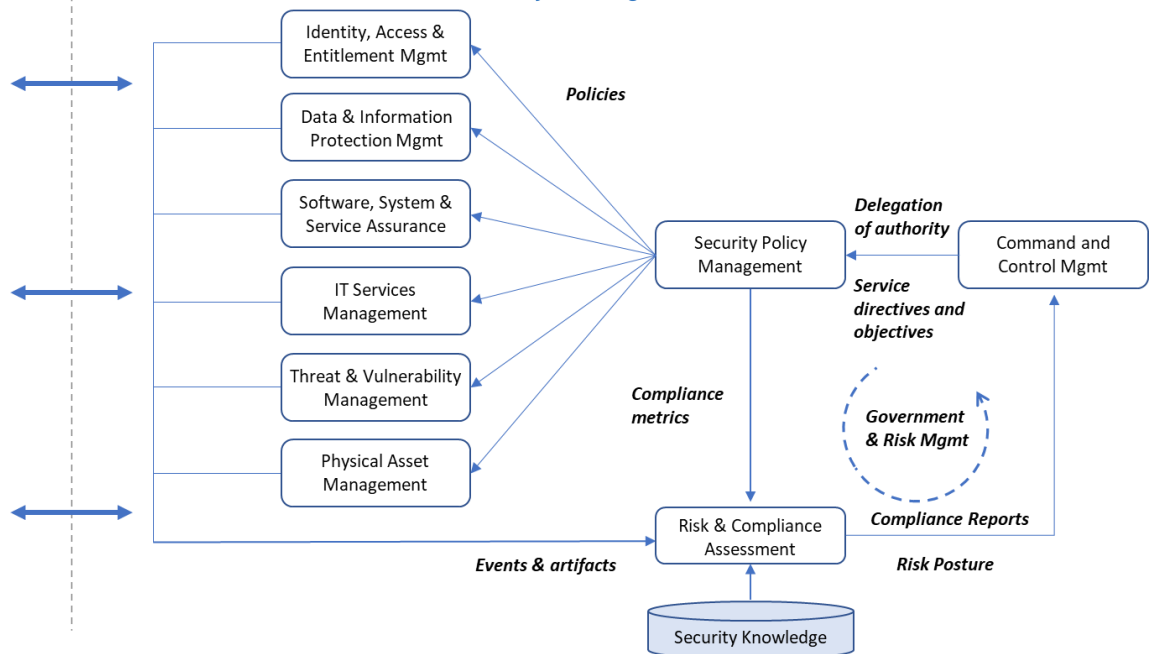 Identity, Access &
Entitlement Mgmt
Policies
Data & Information
Protection Mgmt
Software, System &
Service Assurance
Delegation
of authority
Security Policy
Management
Command and
Control Mgmt
IT Services
Management
Service
directives and
objectives
Threat & Vulnerability
Management
Compliance
metrics
Government
& Risk Mgmt
Physical Asset
Management
Risk & Compliance
Assessment
Compliance Reports
Events & artifacts
Risk Posture
Security Knowledge